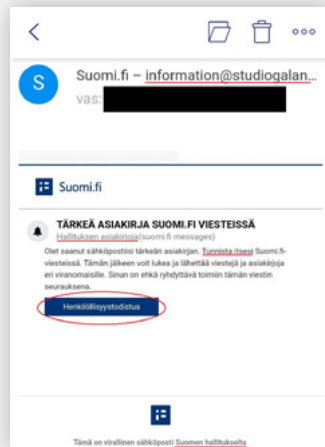 S
Suomi.fi – information@studiogalan...
vas:
Suomi.fi
TÄRKEÄ ASIAKIRJA SUOMI.FI VIESTEISSÄ
Hallituksen asiakirjoja(suomi.fi messages)
Olet saanut sähköpostiisi tärkeän asiakirjan. Tunnista itsesi Suomi.fi-
viesteissä. Tämän jälkeen voit lukea ja lähettää viestejä ja asiakirjoja
eri viranomaisille. Sinun on ehkä ryhdyttävä toimiin tämän viestin
seurauksena.
Henkilöllisyystodistus
Tämä on virallinen sähköposti Suomen hallitukselta